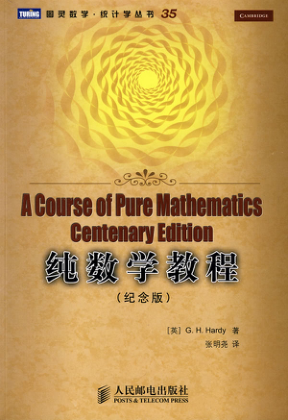 TURING 图灵数学·统计学丛书 35 CAMBRIDGE
A Course of Pure Mathematics
Centenary Edition
纯数学教程
(纪念版)
[英] G. H. Hardy 著
张明尧 译
人民邮电出版社
POSTS & TELECOM PRESS